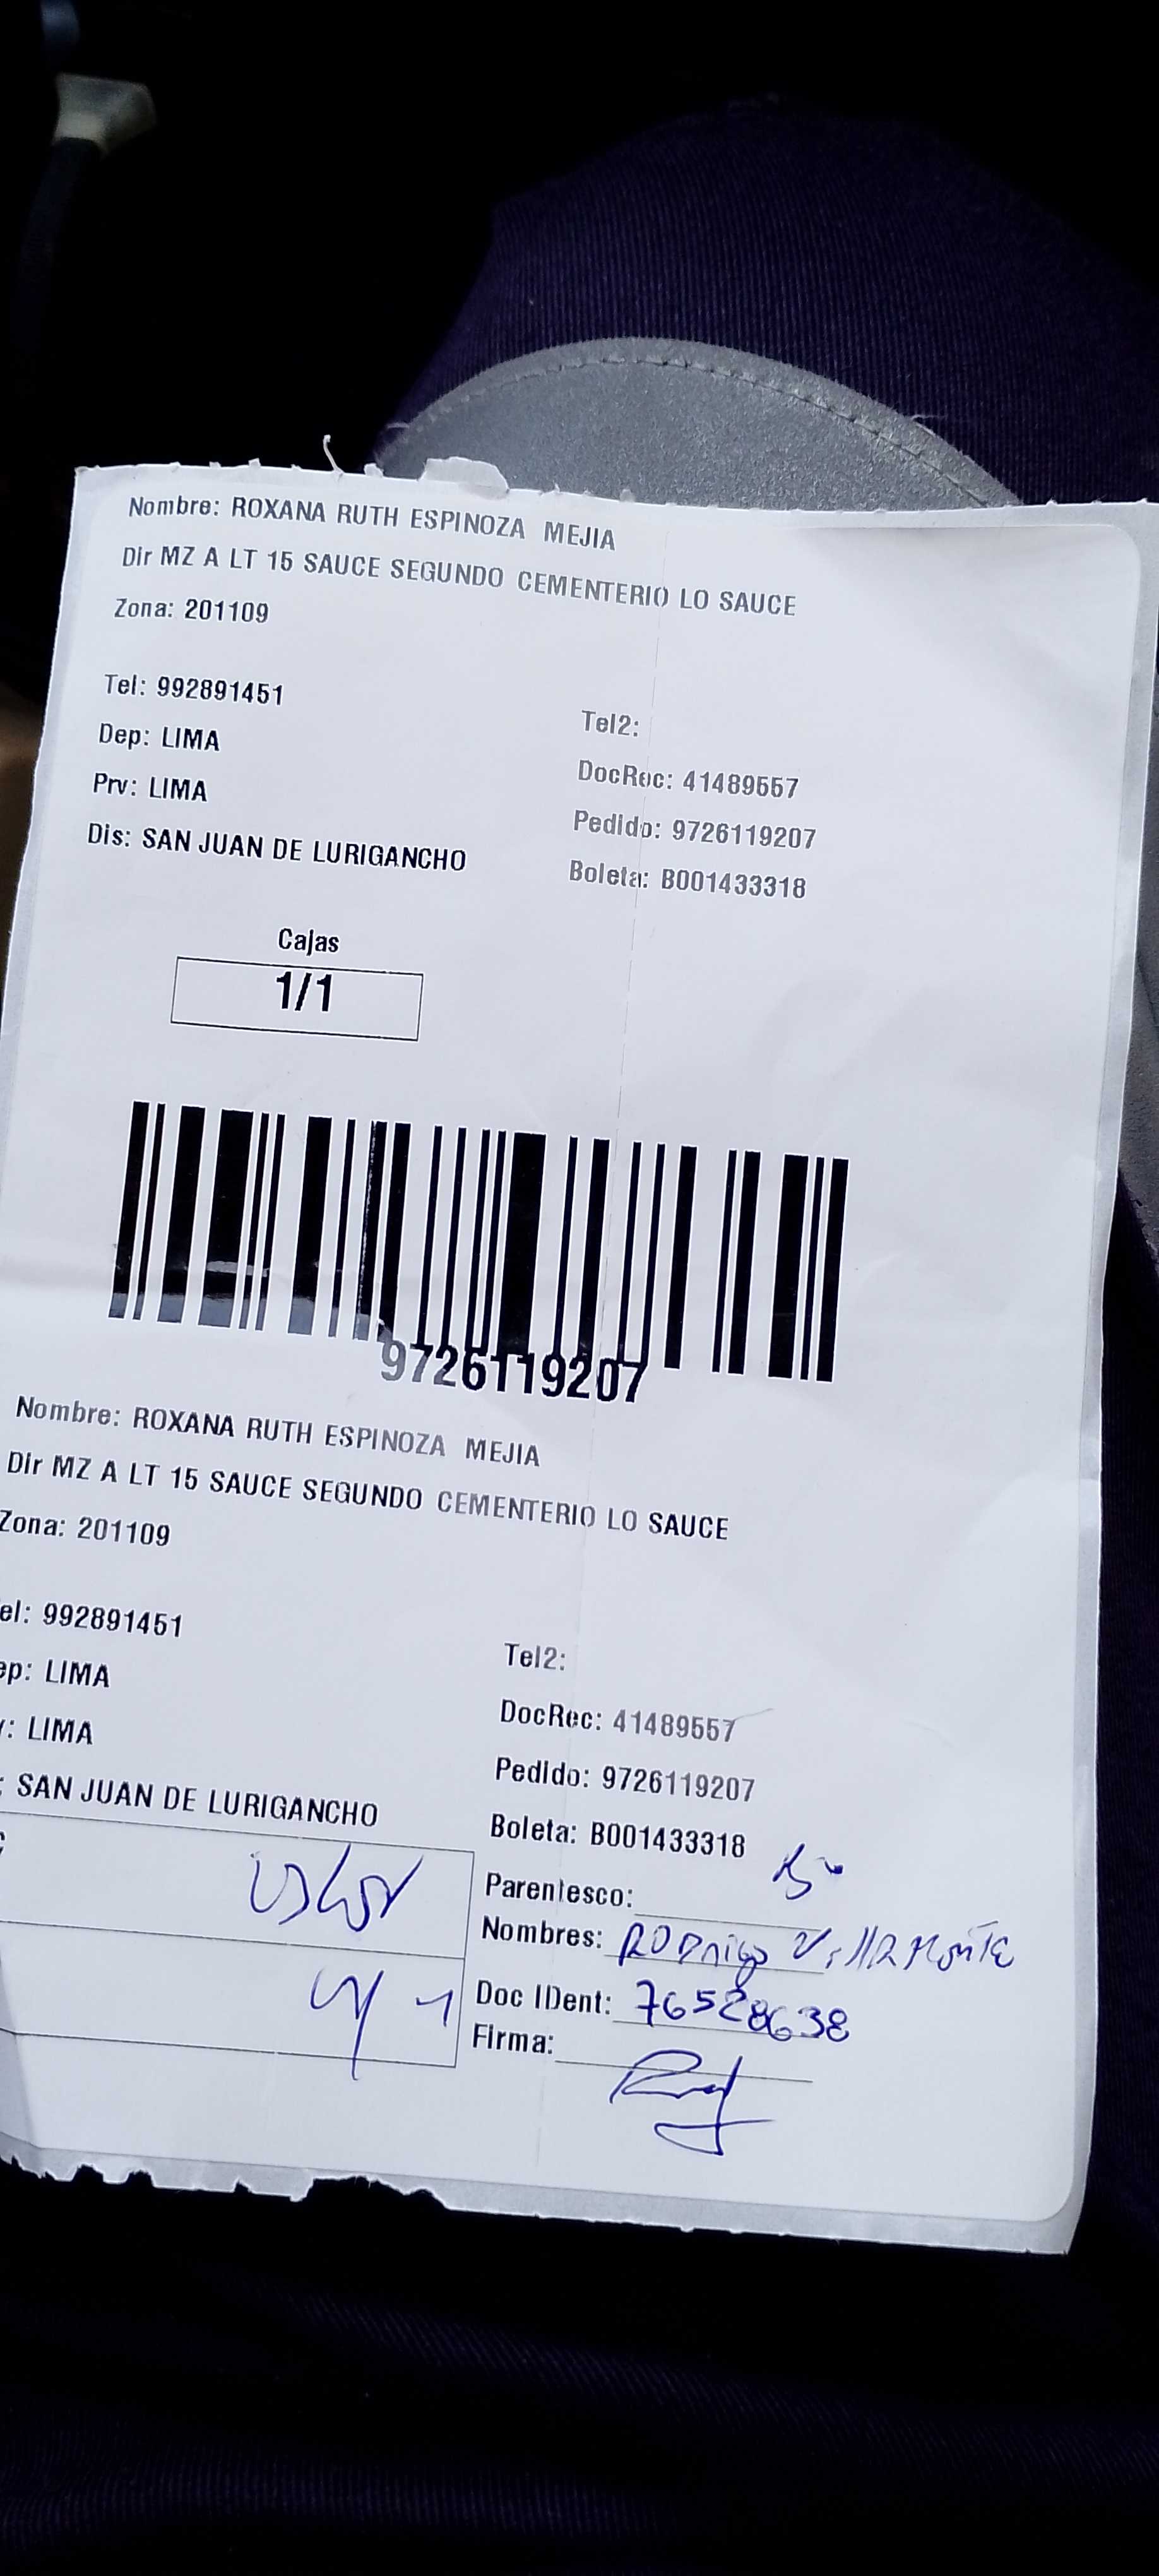 Nombre: ROXANA RUTH ESPINOZA MEJIA
Dir MZ A LT 15 SAUCE SEGUNDO CEMENTERIO LO SAUCE
Zona: 201109
Tel: 992891451
Tel2:
Dep: LIMA
DocRec: 41489557
Prv: LIMA
Pedido: 9726119207
Dis: SAN JUAN DE LURIGANCHO
Boleta: B001433318
Cajas
1/1
9726119207
Nombre: ROXANA RUTH ESPINOZA MEJIA
Dir MZ A LT 15 SAUCE SEGUNDO CEMENTERIO LO SAUCE
Zona: 201109
el: 992891451
Tel2:
ep: LIMA
DocRec: 41489557
: LIMA
Pedido: 9726119207
: SAN JUAN DE LURIGANCHO
Boleta: B001433318
Parentesco:
Nombres: RODRIGO VILLAMONTE
Doc IDent: 76528638
Firma: